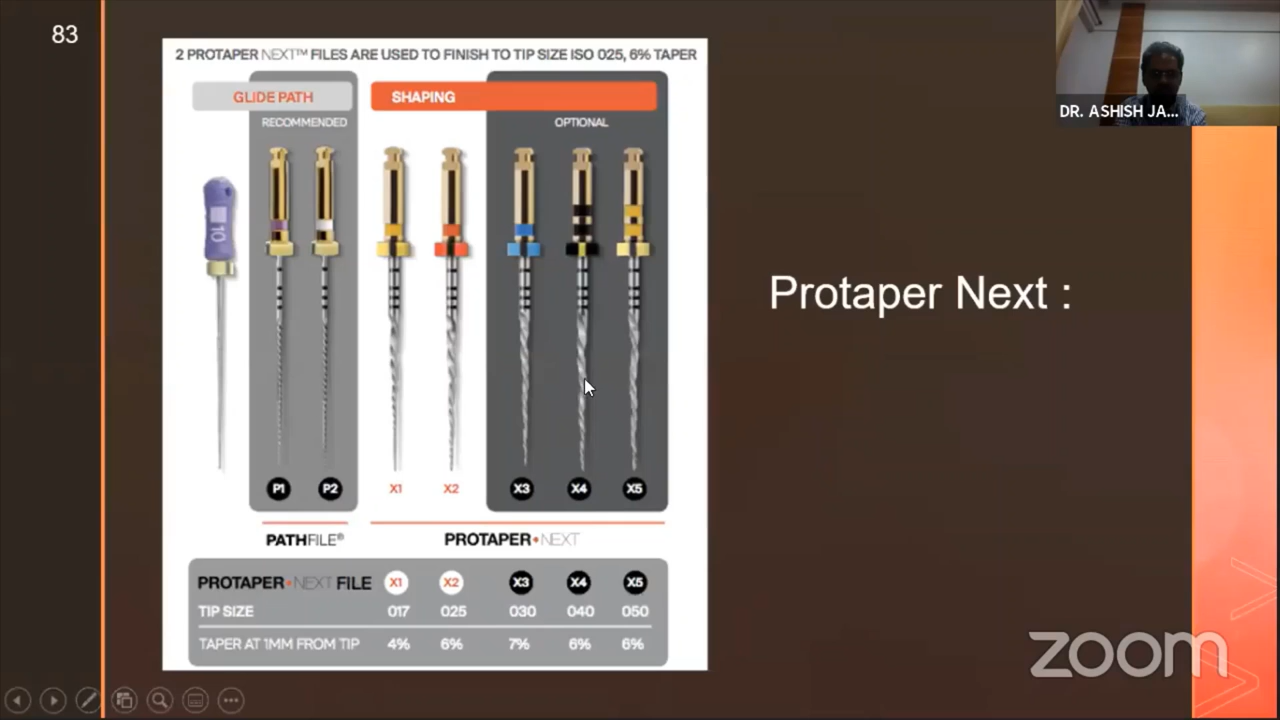 83
2 PROTAPER NEXT™ FILES ARE USED TO FINISH TO TIP SIZE ISO 025, 6% TAPER
GLIDE PATH
SHAPING
RECOMMENDED
OPTIONAL
10
P1 P2 X1 X2 X3 X4 X5
PATHFILE®
PROTAPER•NEXT
PROTAPER•NEXT FILE X1 X2 X3 X4 X5
TIP SIZE 017 025 030 040 050
TAPER AT 1MM FROM TIP 4% 6% 7% 6% 6%
Protaper Next :
DR. ASHISH JA...
zoom